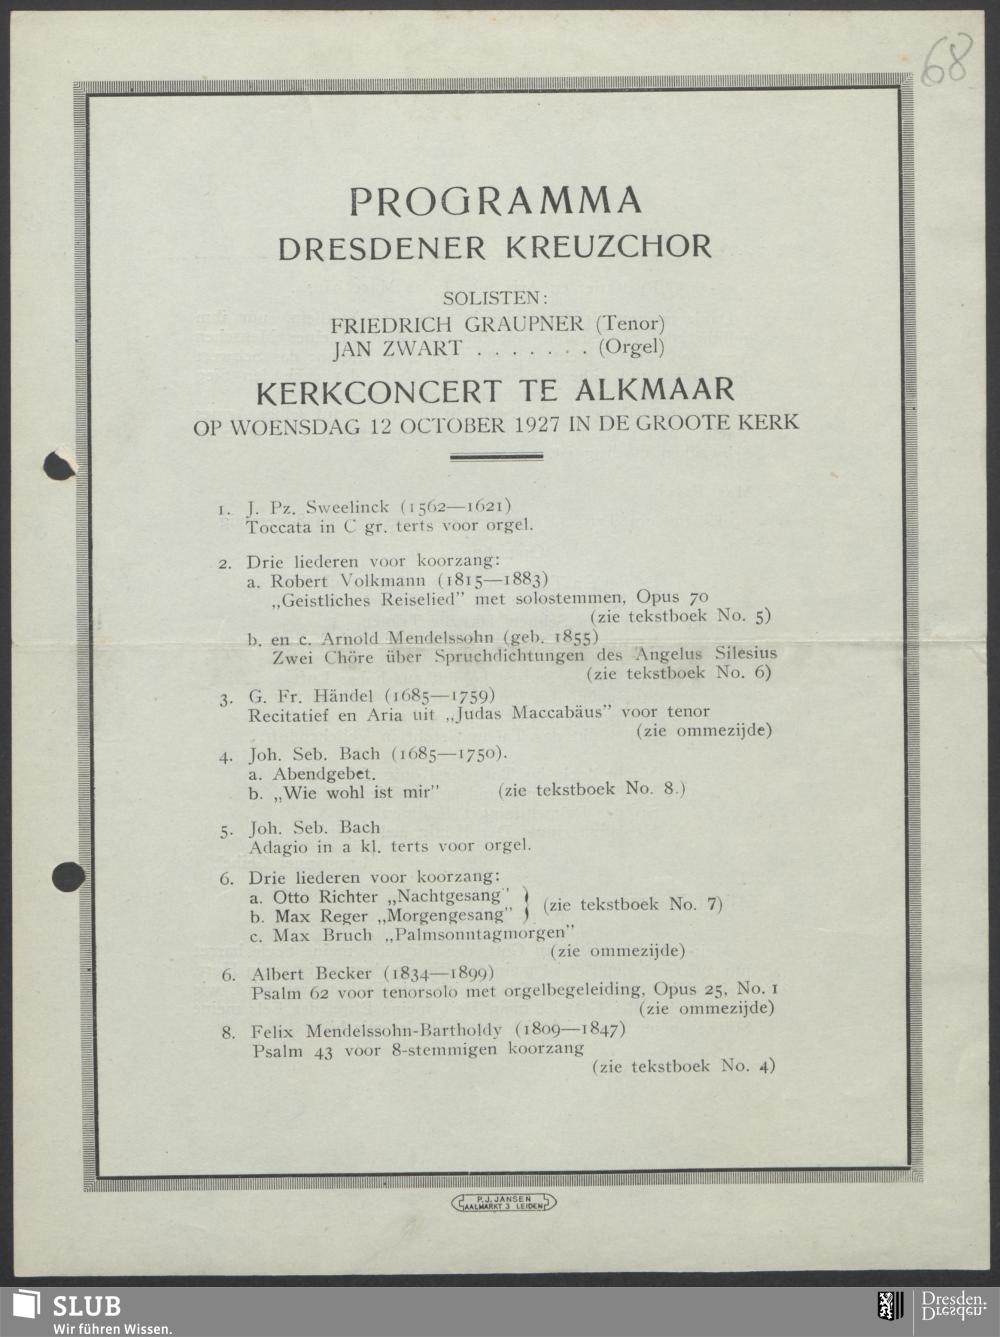 68
PROGRAMMA
DRESDENER KREUZCHOR
SOLISTEN:
FRIEDRICH GRAUPNER (Tenor)
JAN ZWART . . . . . . . (Orgel)
KERKCONCERT TE ALKMAAR
OP WOENSDAG 12 OCTOBER 1927 IN DE GROOTE KERK
1. J. Pz. Sweelinck (1562—1621)
Toccata in C gr. terts voor orgel.
2. Drie liederen voor koorzang:
a. Robert Volkmann (1815—1883)
„Geistliches Reiselied" met solostemmen, Opus 70
(zie tekstboek No. 5)
b. en c. Arnold Mendelssohn (geb. 1855)
Zwei Chöre über Spruchdichtungen des Angelus Silesius
(zie tekstboek No. 6)
3. G. Fr. Händel (1685—1759)
Recitatief en Aria uit „Judas Maccabäus" voor tenor
(zie ommezijde)
4. Joh. Seb. Bach (1685—1750).
a. Abendgebet.
b. „Wie wohl ist mir" (zie tekstboek No. 8.)
5. Joh. Seb. Bach
Adagio in a kl. terts voor orgel.
6. Drie liederen voor koorzang:
a. Otto Richter „Nachtgesang"
b. Max Reger „Morgengesang" } (zie tekstboek No. 7)
c. Max Bruch „Palmsonntagmorgen"
(zie ommezijde)
6. Albert Becker (1834—1899)
Psalm 62 voor tenorsolo met orgelbegeleiding, Opus 25, No. 1
(zie ommezijde)
8. Felix Mendelssohn-Bartholdy (1809—1847)
Psalm 43 voor 8-stemmigen koorzang
(zie tekstboek No. 4)
P.J. JANSEN
AALMARKT 3 LEIDEN
SLUB
Wir führen Wissen.
Dresden.
Dresden.